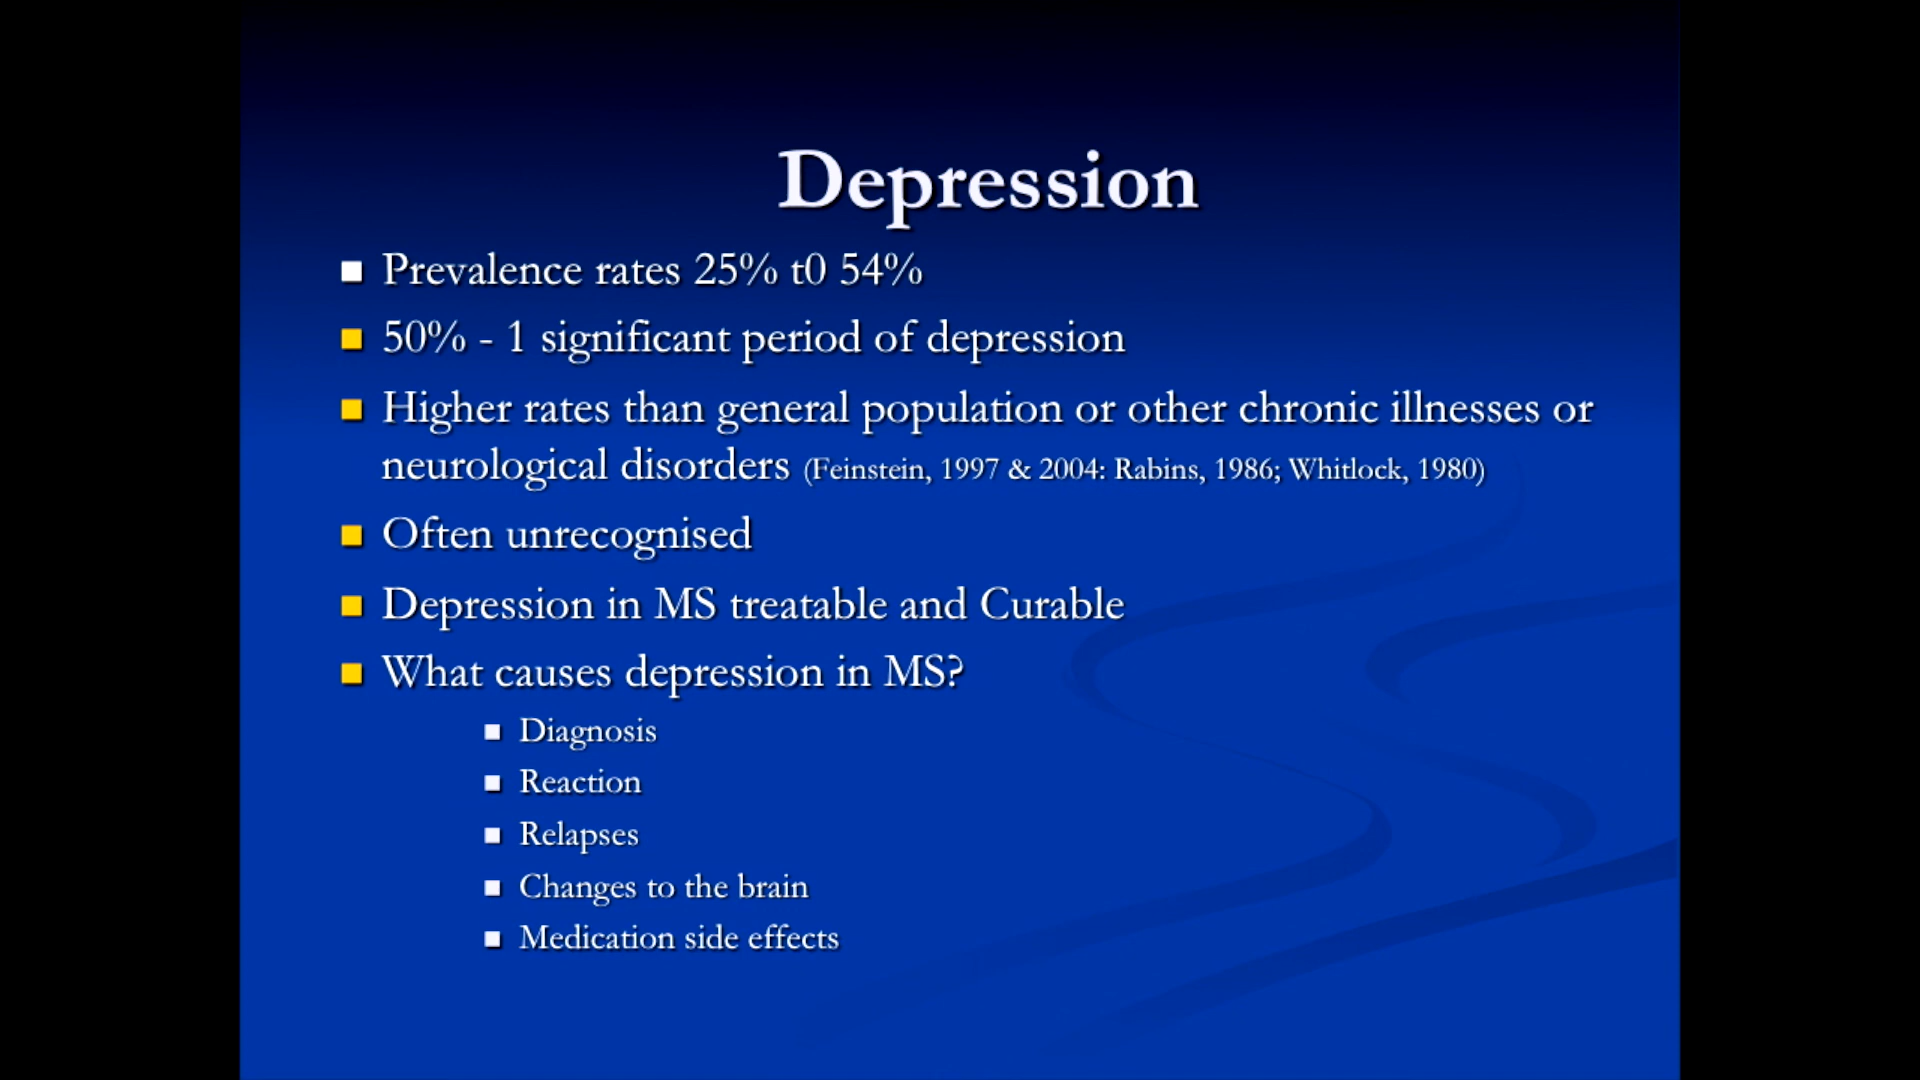 Depression
Prevalence rates 25% t0 54%
50% - 1 significant period of depression
Higher rates than general population or other chronic illnesses or
neurological disorders (Feinstein, 1997 & 2004: Rabins, 1986; Whitlock, 1980)
Often unrecognised
Depression in MS treatable and Curable
What causes depression in MS?
Diagnosis
Reaction
Relapses
Changes to the brain
Medication side effects